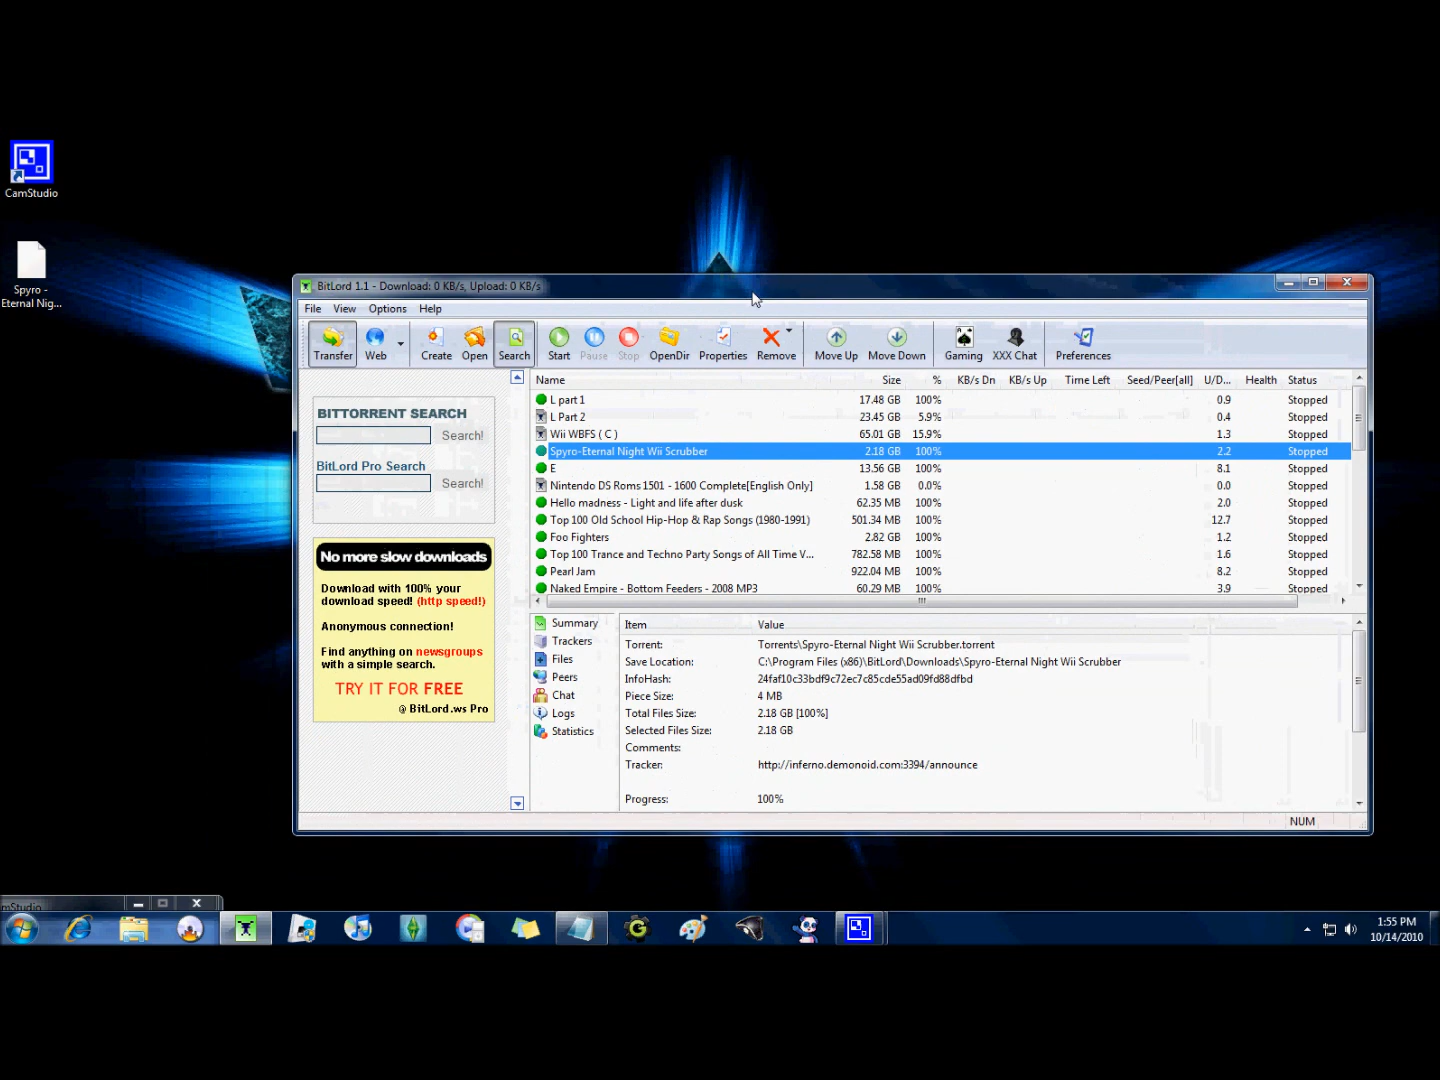 CamStudio
Spyro -
Eternal Nig...
BitLord 1.1 - Download: 0 KB/s, Upload: 0 KB/s
File View Options Help
Transfer Web Create Open Search Start Pause Stop OpenDir Properties Remove Move Up Move Down Gaming XXX Chat Preferences
BITTORRENT SEARCH
Search!
BitLord Pro Search
Search!
No more slow downloads
Download with 100% your
download speed! (http speed!)
Anonymous connection!
Find anything on newsgroups
with a simple search.
TRY IT FOR FREE
@ BitLord.ws Pro
Name Size % KB/s Dn KB/s Up Time Left Seed/Peer[all] U/D... Health Status
L part 1 17.48 GB 100% 0.9 Stopped
L Part 2 23.45 GB 5.9% 0.4 Stopped
Wii WBFS ( C ) 65.01 GB 15.9% 1.3 Stopped
Spyro-Eternal Night Wii Scrubber 2.18 GB 100% 2.2 Stopped
E 13.56 GB 100% 8.1 Stopped
Nintendo DS Roms 1501 - 1600 Complete[English Only] 1.58 GB 0.0% 0.0 Stopped
Hello madness - Light and life after dusk 62.35 MB 100% 2.0 Stopped
Top 100 Old School Hip-Hop & Rap Songs (1980-1991) 501.34 MB 100% 12.7 Stopped
Foo Fighters 2.82 GB 100% 1.2 Stopped
Top 100 Trance and Techno Party Songs of All Time V... 782.58 MB 100% 1.6 Stopped
Pearl Jam 922.04 MB 100% 8.2 Stopped
Naked Empire - Bottom Feeders - 2008 MP3 60.29 MB 100% 3.9 Stopped
Summary
Trackers
Files
Peers
Chat
Logs
Statistics
Item Value
Torrent: Torrents\Spyro-Eternal Night Wii Scrubber.torrent
Save Location: C:\Program Files (x86)\BitLord\Downloads\Spyro-Eternal Night Wii Scrubber
InfoHash: 24faf10c33bdf9c72ec7c85cde55ad09fd88dfbd
Piece Size: 4 MB
Total Files Size: 2.18 GB [100%]
Selected Files Size: 2.18 GB
Comments:
Tracker: http://inferno.demonoid.com:3394/announce
Progress: 100%
NUM
mStudio
1:55 PM
10/14/2010